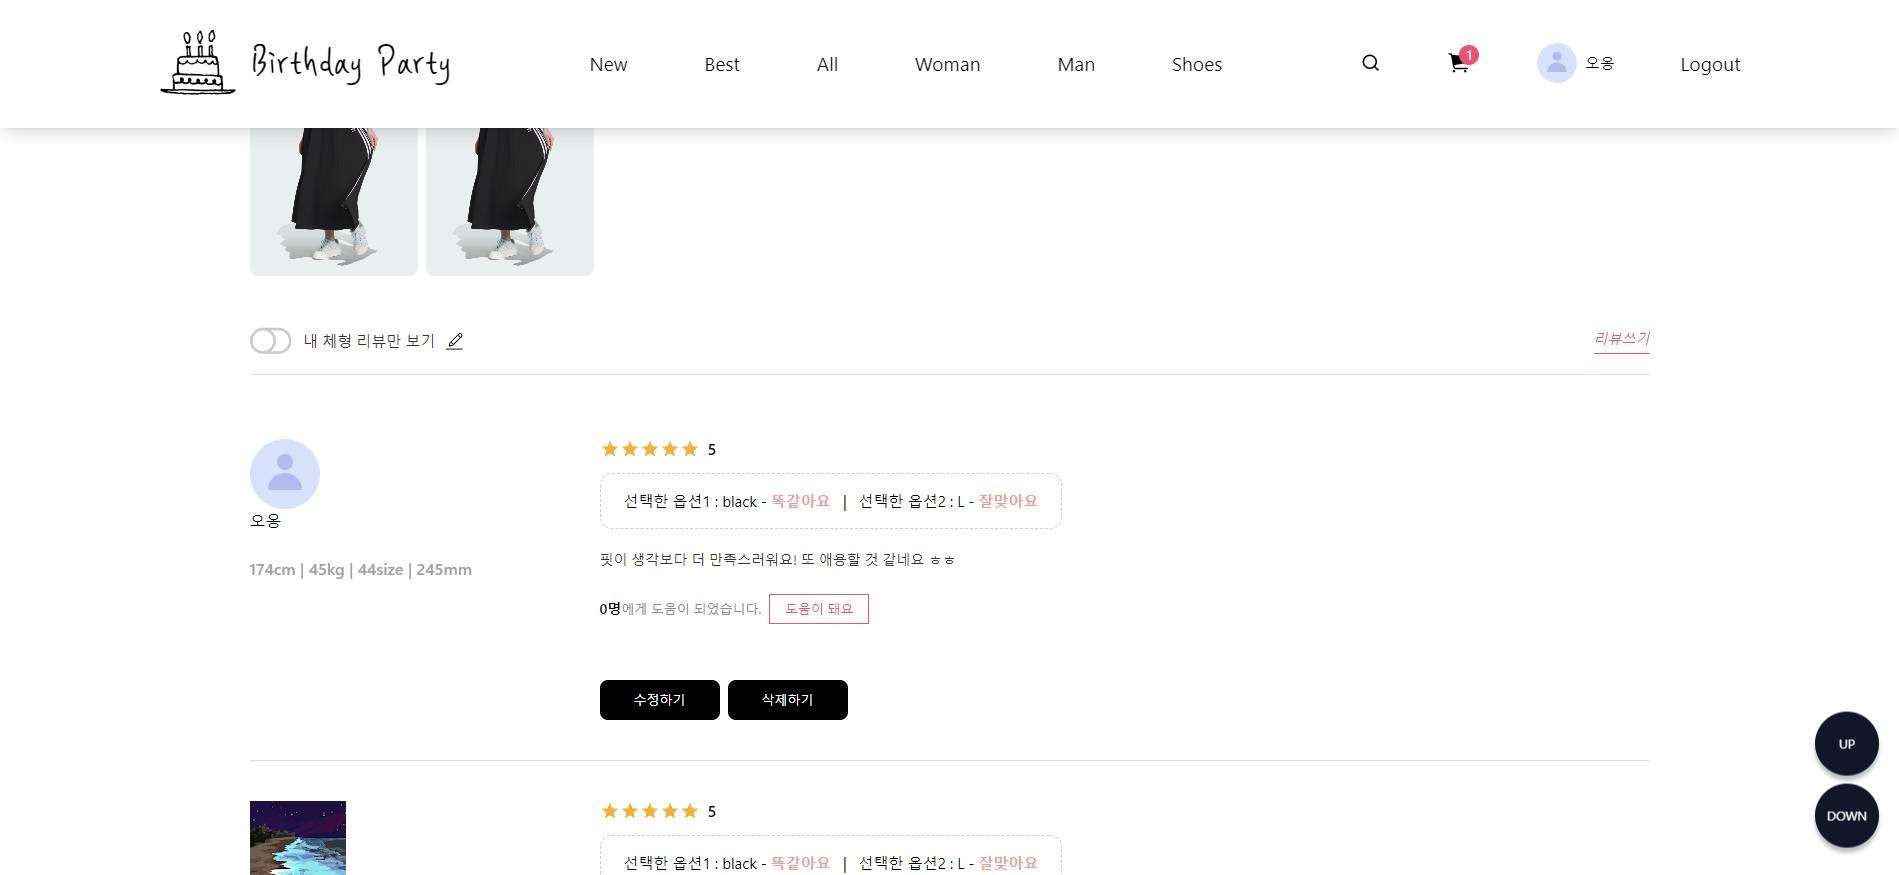 Birthday Party New Best All Woman Man Shoes 1 오옹 Logout
내 체형 리뷰만 보기 리뷰쓰기
5
선택한 옵션1 : black - 똑같아요 | 선택한 옵션2 : L - 잘맞아요
오옹
핏이 생각보다 더 만족스러워요! 또 애용할 것 같네요 ㅎㅎ
174cm | 45kg | 44size | 245mm
0명에게 도움이 되었습니다. 도움이 돼요
수정하기 삭제하기
UP
5
DOWN
선택한 옵션1 : black - 똑같아요 | 선택한 옵션2 : L - 잘맞아요